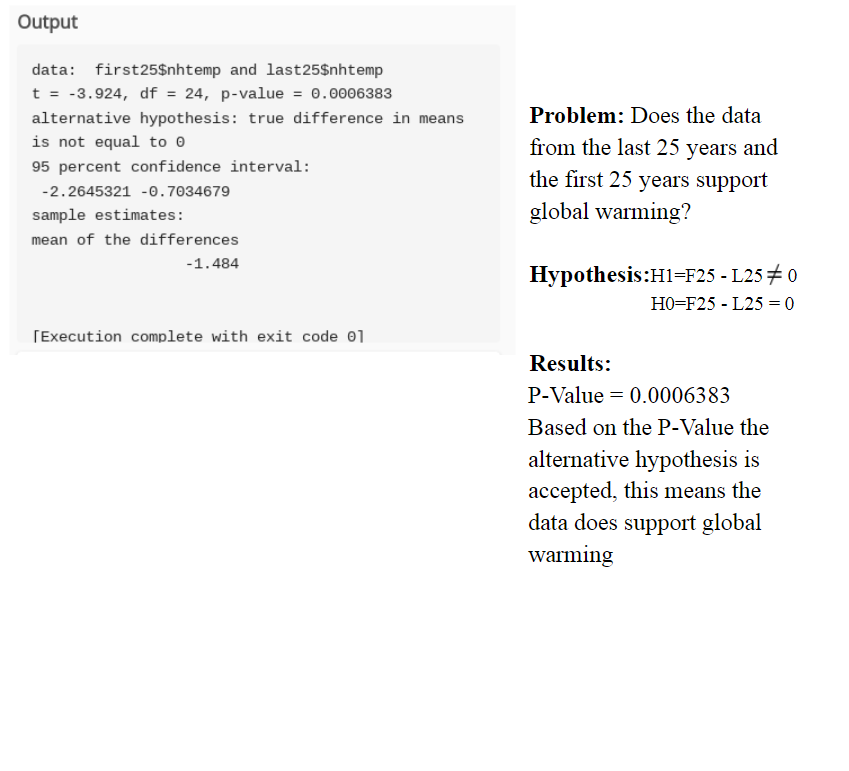 Output
data:  first25$nhtemp and last25$nhtemp
t = -3.924, df = 24, p-value = 0.0006383
alternative hypothesis: true difference in means
is not equal to 0
95 percent confidence interval:
 -2.2645321 -0.7034679
sample estimates:
mean of the differences
                 -1.484
[Execution complete with exit code 0]
Problem: Does the data
from the last 25 years and
the first 25 years support
global warming?
Hypothesis:H1=F25 - L25 ≠ 0
H0=F25 - L25 = 0
Results:
P-Value = 0.0006383
Based on the P-Value the
alternative hypothesis is
accepted, this means the
data does support global
warming